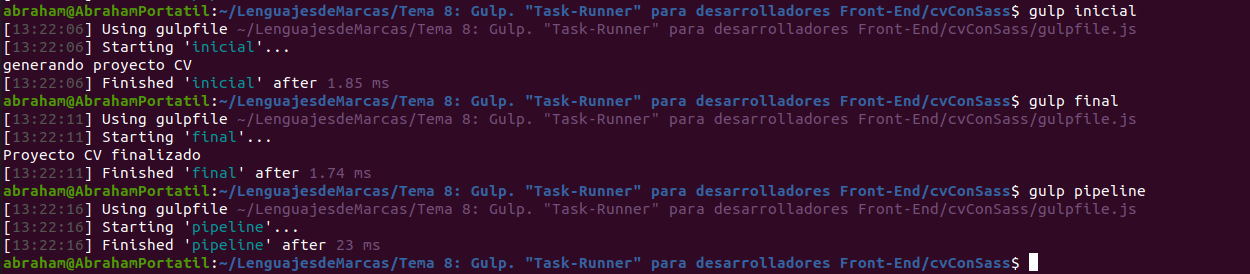 abraham@AbrahamPortatil:~/LenguajesdeMarcas/Tema 8: Gulp. "Task-Runner" para desarrolladores Front-End/cvConSass$ gulp inicial
[13:22:06] Using gulpfile ~/LenguajesdeMarcas/Tema 8: Gulp. "Task-Runner" para desarrolladores Front-End/cvConSass/gulpfile.js
[13:22:06] Starting 'inicial'...
generando proyecto CV
[13:22:06] Finished 'inicial' after 1.85 ms
abraham@AbrahamPortatil:~/LenguajesdeMarcas/Tema 8: Gulp. "Task-Runner" para desarrolladores Front-End/cvConSass$ gulp final
[13:22:11] Using gulpfile ~/LenguajesdeMarcas/Tema 8: Gulp. "Task-Runner" para desarrolladores Front-End/cvConSass/gulpfile.js
[13:22:11] Starting 'final'...
Proyecto CV finalizado
[13:22:11] Finished 'final' after 1.74 ms
abraham@AbrahamPortatil:~/LenguajesdeMarcas/Tema 8: Gulp. "Task-Runner" para desarrolladores Front-End/cvConSass$ gulp pipeline
[13:22:16] Using gulpfile ~/LenguajesdeMarcas/Tema 8: Gulp. "Task-Runner" para desarrolladores Front-End/cvConSass/gulpfile.js
[13:22:16] Starting 'pipeline'...
[13:22:16] Finished 'pipeline' after 23 ms
abraham@AbrahamPortatil:~/LenguajesdeMarcas/Tema 8: Gulp. "Task-Runner" para desarrolladores Front-End/cvConSass$